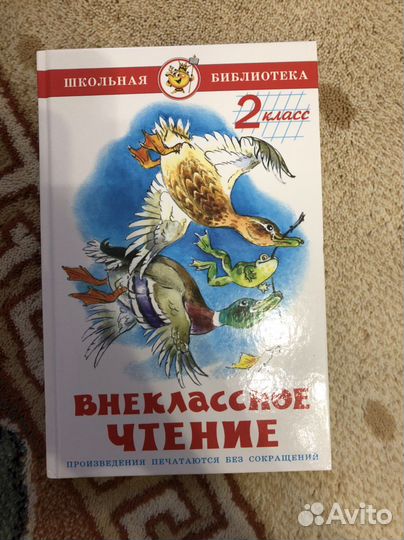 ШКОЛЬНАЯ БИБЛИОТЕКА
2 класс
ВНЕКЛАССНОЕ
ЧТЕНИЕ
ПРОИЗВЕДЕНИЯ ПЕЧАТАЮТСЯ БЕЗ СОКРАЩЕНИЙ
Avito